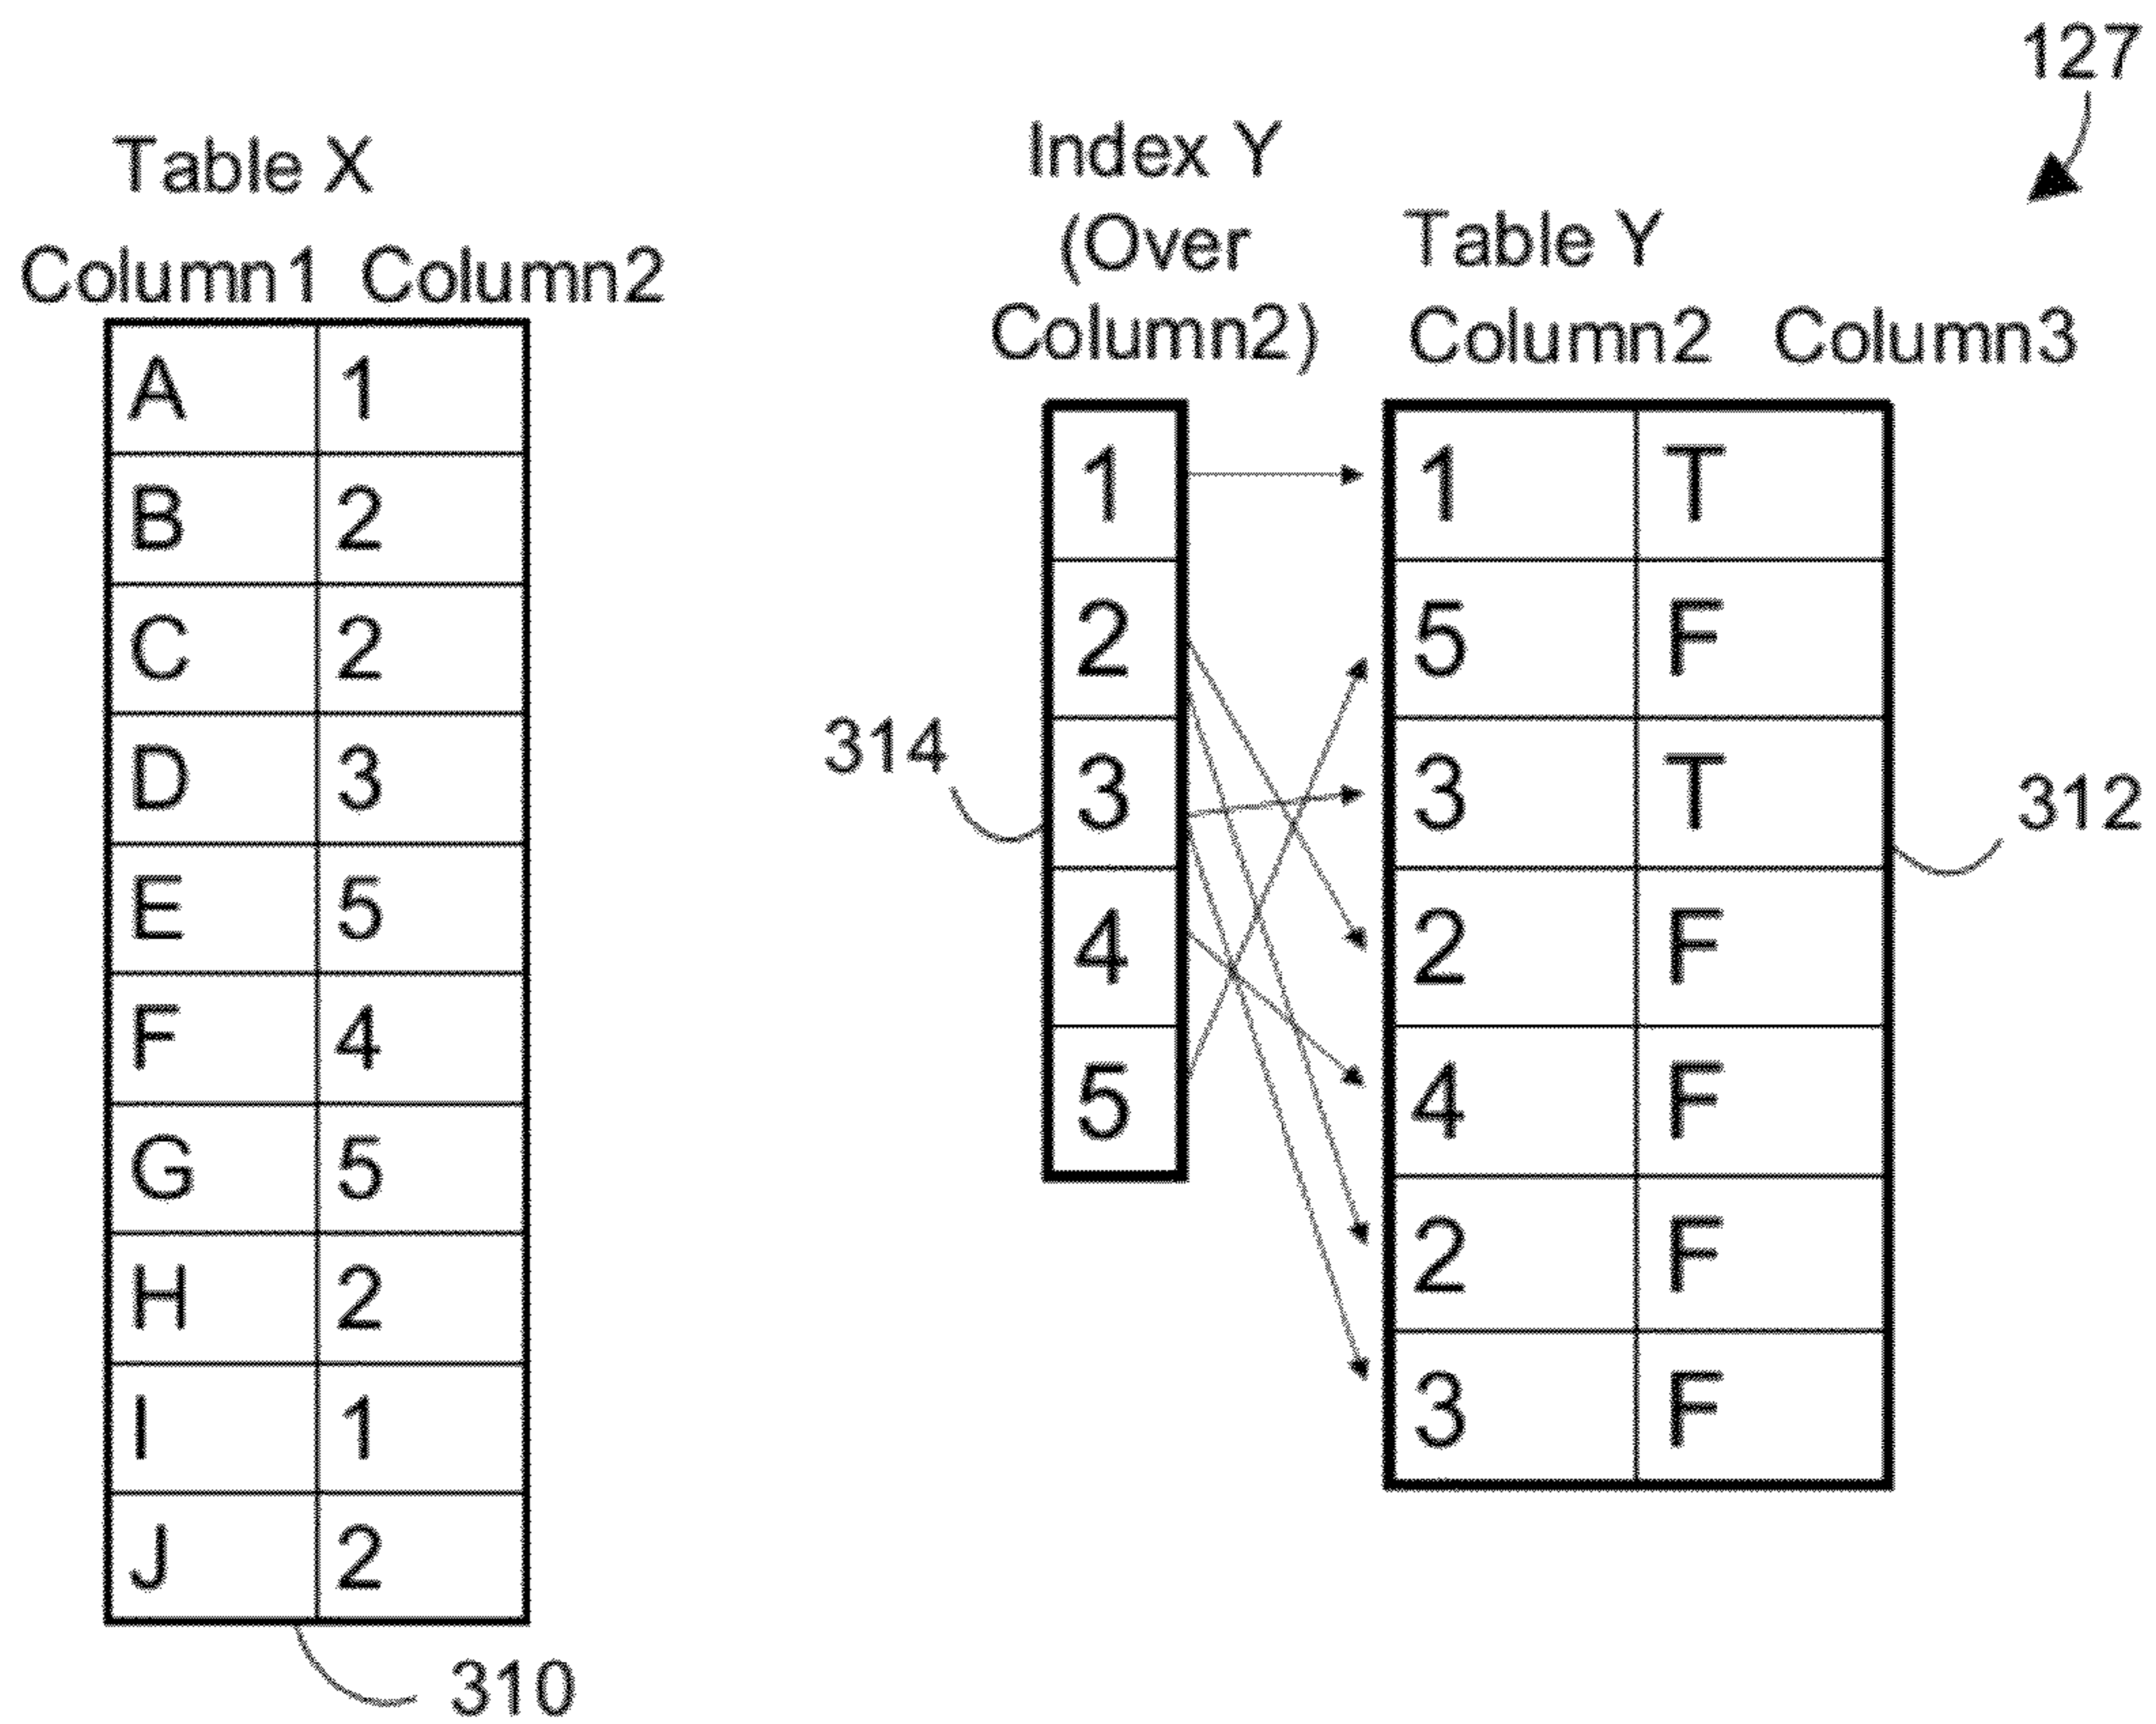 127
Table X
Column1 Column2
A 1
B 2
C 2
D 3
E 5
F 4
G 5
H 2
I 1
J 2
310
Index Y
(Over
Column2)
1
2
3
4
5
314
Table Y
Column2 Column3
1 T
5 F
3 T
2 F
4 F
2 F
3 F
312